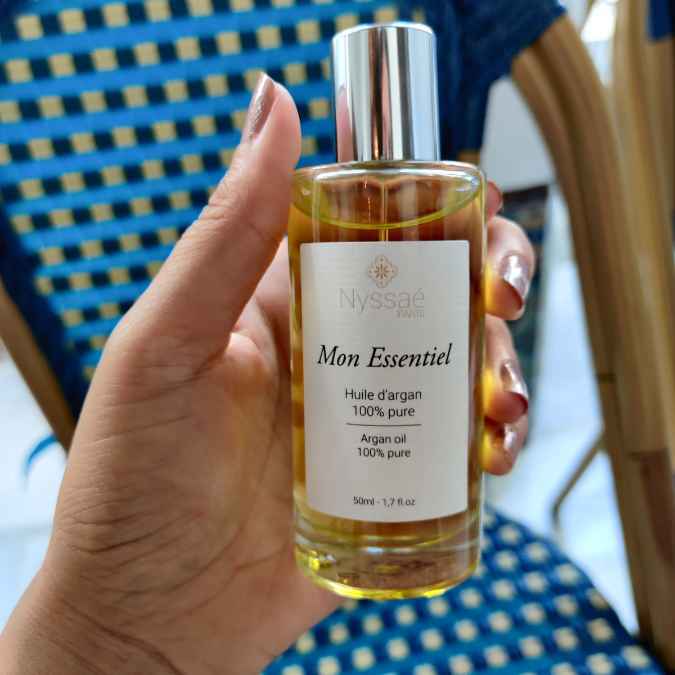 Nyssaé
PARIS
Mon Essentiel
Huile d'argan
100% pure
Argan oil
100% pure
50ml - 1,7 fl.oz